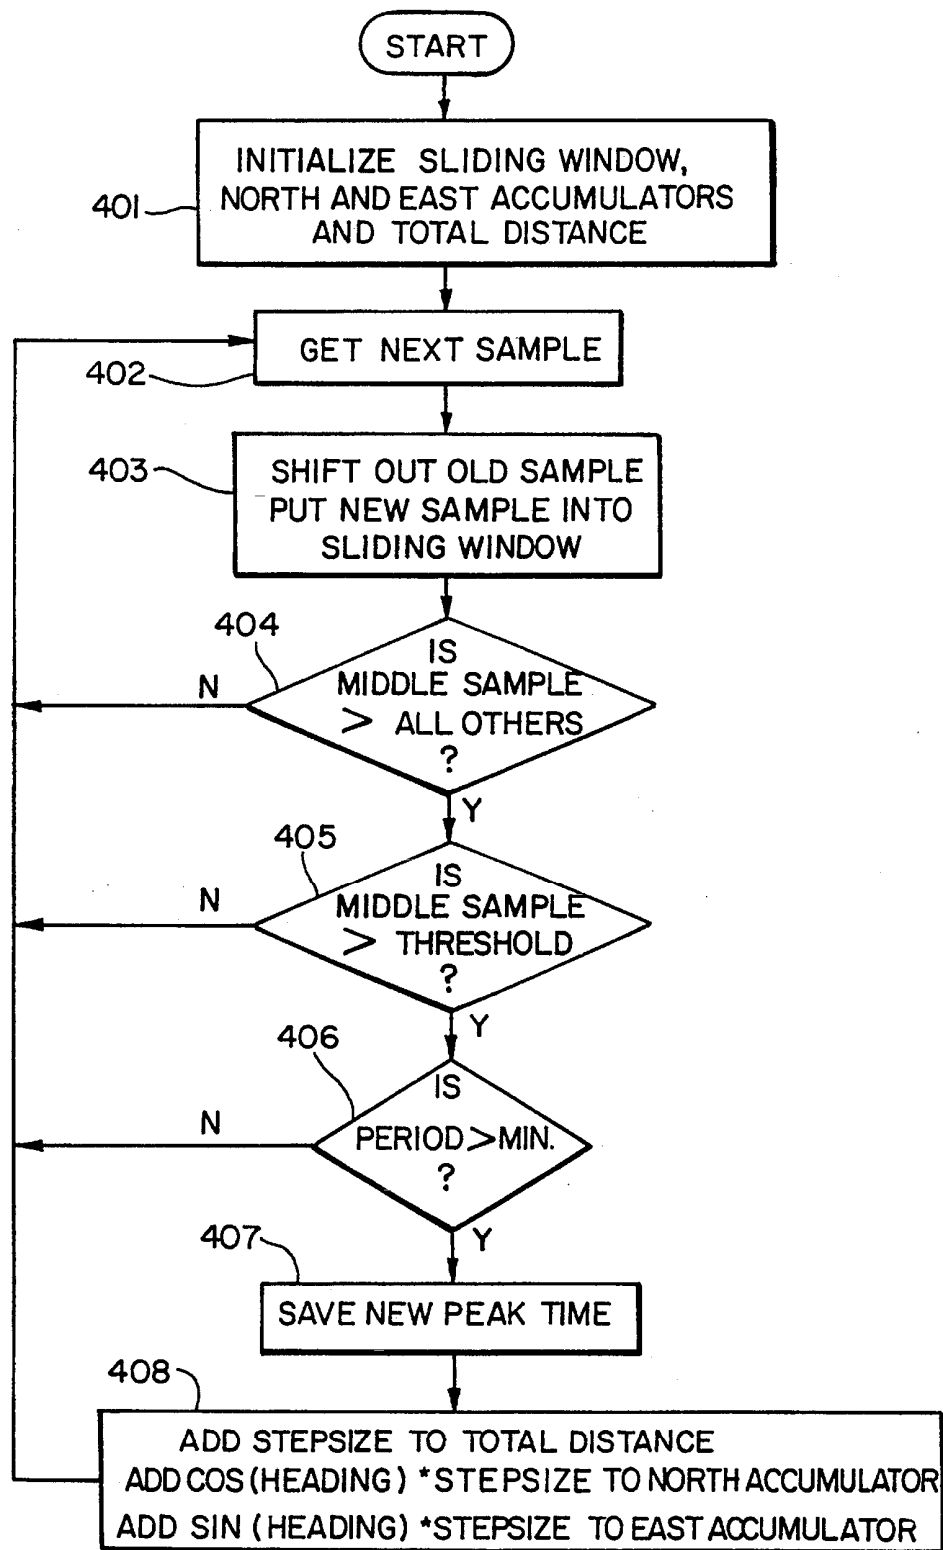 START
INITIALIZE SLIDING WINDOW,
NORTH AND EAST ACCUMULATORS
AND TOTAL DISTANCE
401
GET NEXT SAMPLE
402
403
SHIFT OUT OLD SAMPLE
PUT NEW SAMPLE INTO
SLIDING WINDOW
404
IS
MIDDLE SAMPLE
> ALL OTHERS
?
N
Y
405
IS
MIDDLE SAMPLE
> THRESHOLD
?
N
Y
406
IS
PERIOD > MIN.
?
N
Y
407
SAVE NEW PEAK TIME
408
ADD STEPSIZE TO TOTAL DISTANCE
ADD COS (HEADING) *STEPSIZE TO NORTH ACCUMULATOR
ADD SIN (HEADING) *STEPSIZE TO EAST ACCUMULATOR